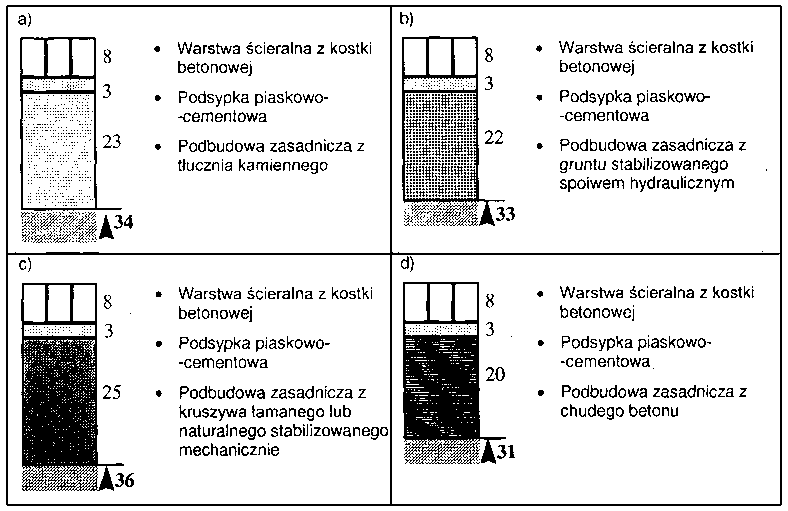 a)
8
3
23
34
• Warstwa ścieralna z kostki
betonowej
• Podsypka piaskowo-
-cementowa
• Podbudowa zasadnicza z
tłucznia kamiennego
b)
8
3
22
33
• Warstwa ścieralna z kostki
betonowej
• Podsypka piaskowo-
-cementowa
• Podbudowa zasadnicza z
gruntu stabilizowanego
spoiwem hydraulicznym
c)
8
3
25
36
• Warstwa ścieralna z kostki
betonowej
• Podsypka piaskowo-
-cementowa
• Podbudowa zasadnicza z
kruszywa łamanego lub
naturalnego stabilizowanego
mechanicznie
d)
8
3
20
31
• Warstwa ścieralna z kostki
betonowej
• Podsypka piaskowo-
-cementowa
• Podbudowa zasadnicza z
chudego betonu